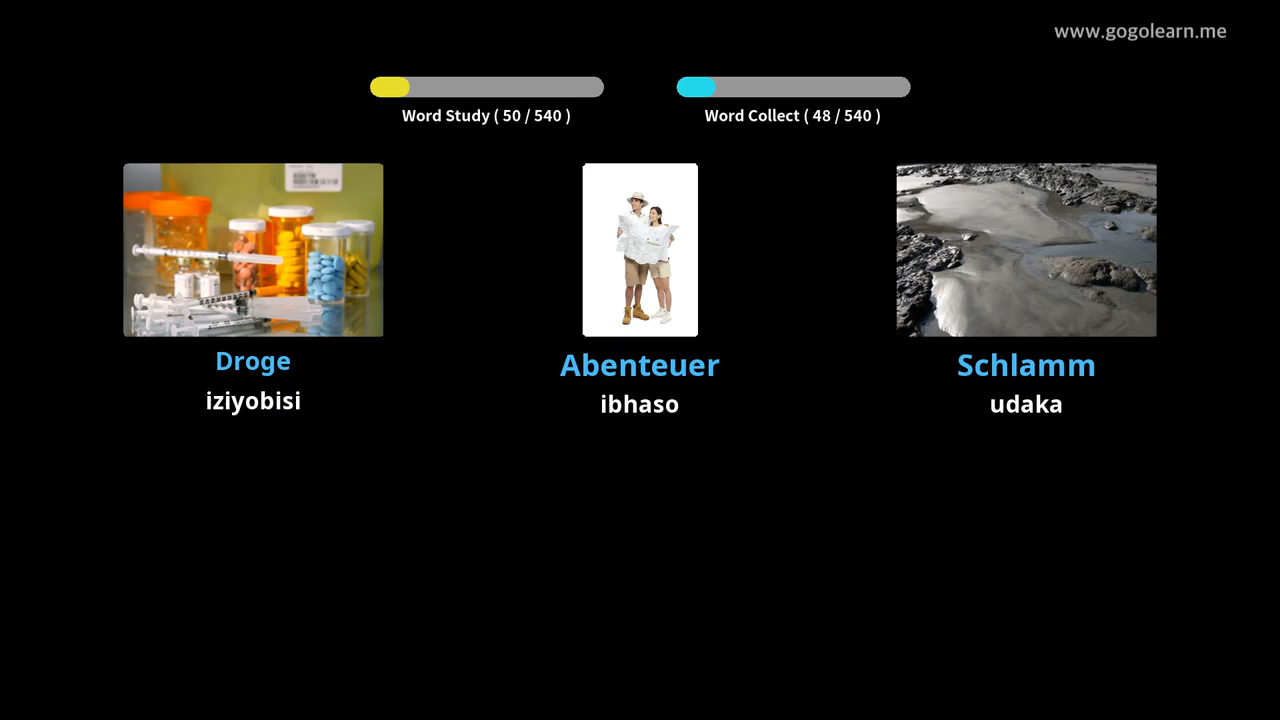 www.gogolearn.me
Word Study ( 50 / 540 )
Word Collect ( 48 / 540 )
Droge
Abenteuer
Schlamm
iziyobisi
ibhaso
udaka